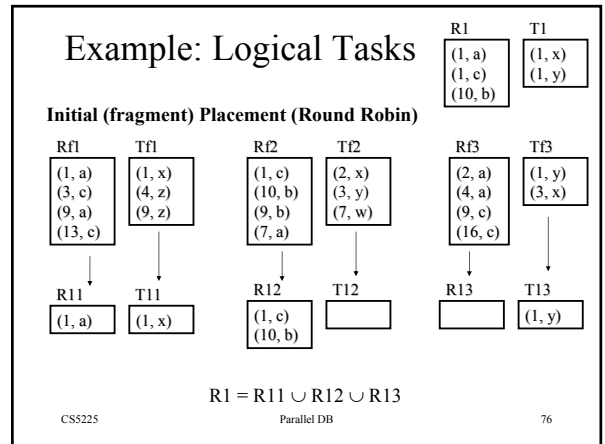 Example: Logical Tasks
R1 T1
(1, a) (1, x)
(1, c) (1, y)
(10, b)
Initial (fragment) Placement (Round Robin)
Rf1 Tf1 Rf2 Tf2 Rf3 Tf3
(1, a) (1, x) (1, c) (2, x) (2, a) (1, y)
(3, c) (4, z) (10, b) (3, y) (4, a) (3, x)
(9, a) (9, z) (9, b) (7, w) (9, c)
(13, c) (7, a) (16, c)
R11 T11 R12 T12 R13 T13
(1, a) (1, x) (1, c) (1, y)
(10, b)
R1 = R11 ∪ R12 ∪ R13
CS5225 Parallel DB 76